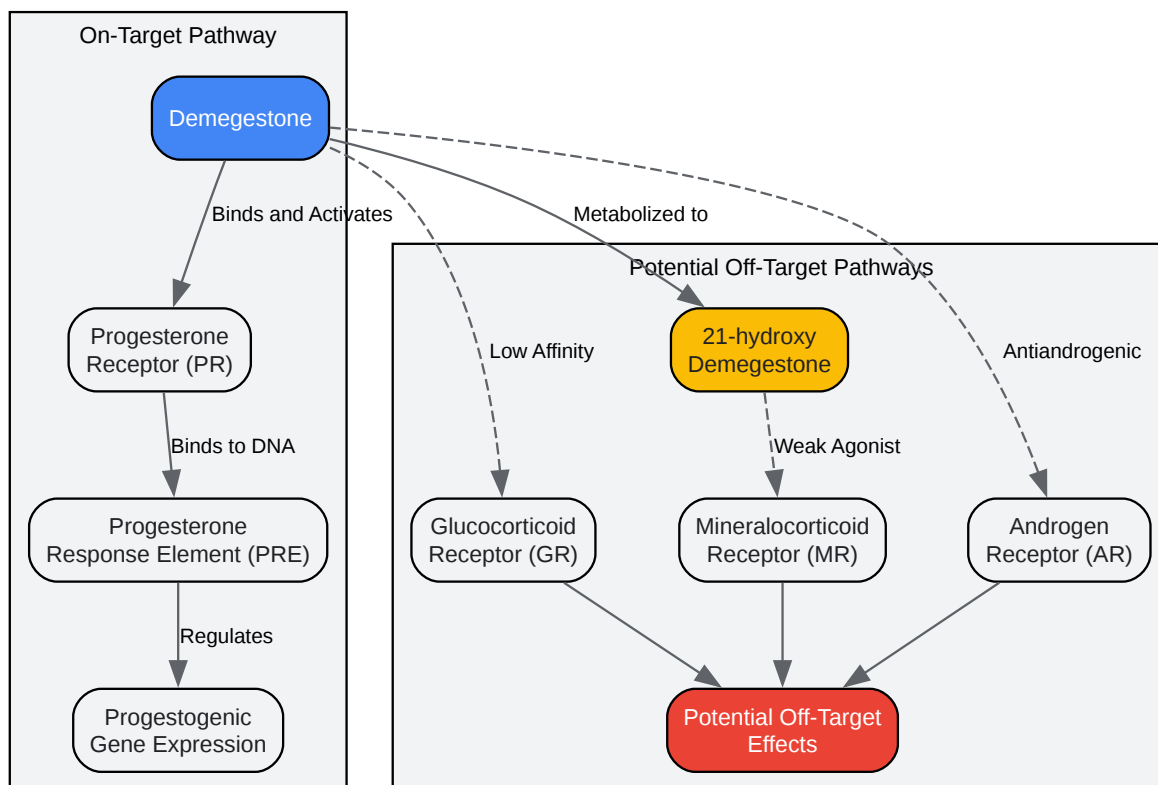 On-Target Pathway
Demegestone
Binds and Activates
Metabolized to
Potential Off-Target Pathways
Progesterone
Receptor (PR)
Low Affinity
21-hydroxy
Demegestone
Antiandrogenic
Binds to DNA
Weak Agonist
Progesterone
Response Element (PRE)
Glucocorticoid
Receptor (GR)
Mineralocorticoid
Receptor (MR)
Androgen
Receptor (AR)
Regulates
Progestogenic
Gene Expression
Potential Off-Target
Effects